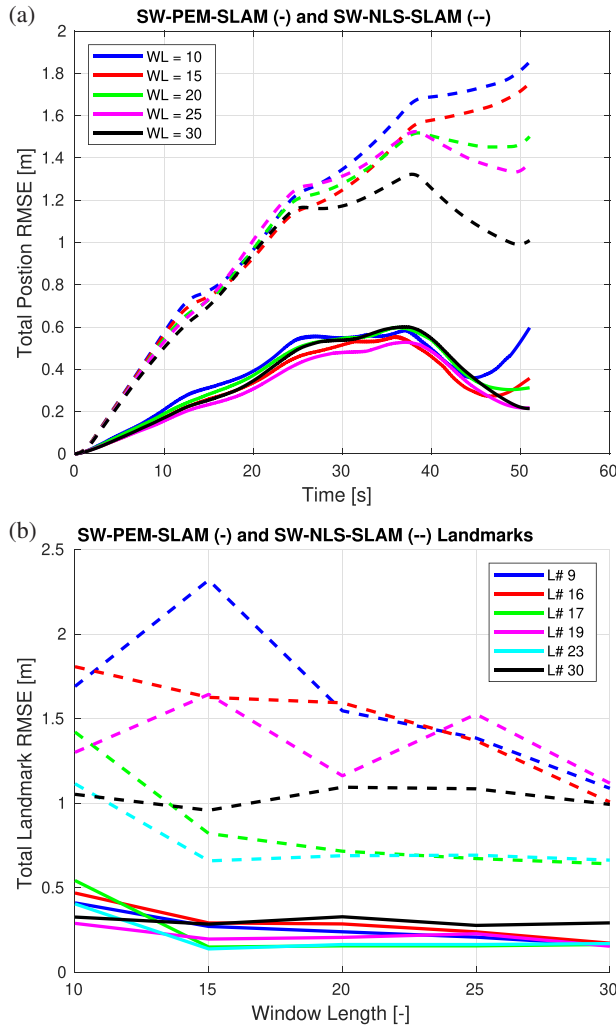 (a)
SW-PEM-SLAM (-) and SW-NLS-SLAM (--)
2
1.8
1.6
1.4
1.2
1
0.8
0.6
0.4
0.2
0
Total Postion RMSE [m]
WL = 10
WL = 15
WL = 20
WL = 25
WL = 30
0 10 20 30 40 50 60
Time [s]
(b)
SW-PEM-SLAM (-) and SW-NLS-SLAM (--) Landmarks
2.5
2
1.5
1
0.5
0
Total Landmark RMSE [m]
L# 9
L# 16
L# 17
L# 19
L# 23
L# 30
10 15 20 25 30
Window Length [-]